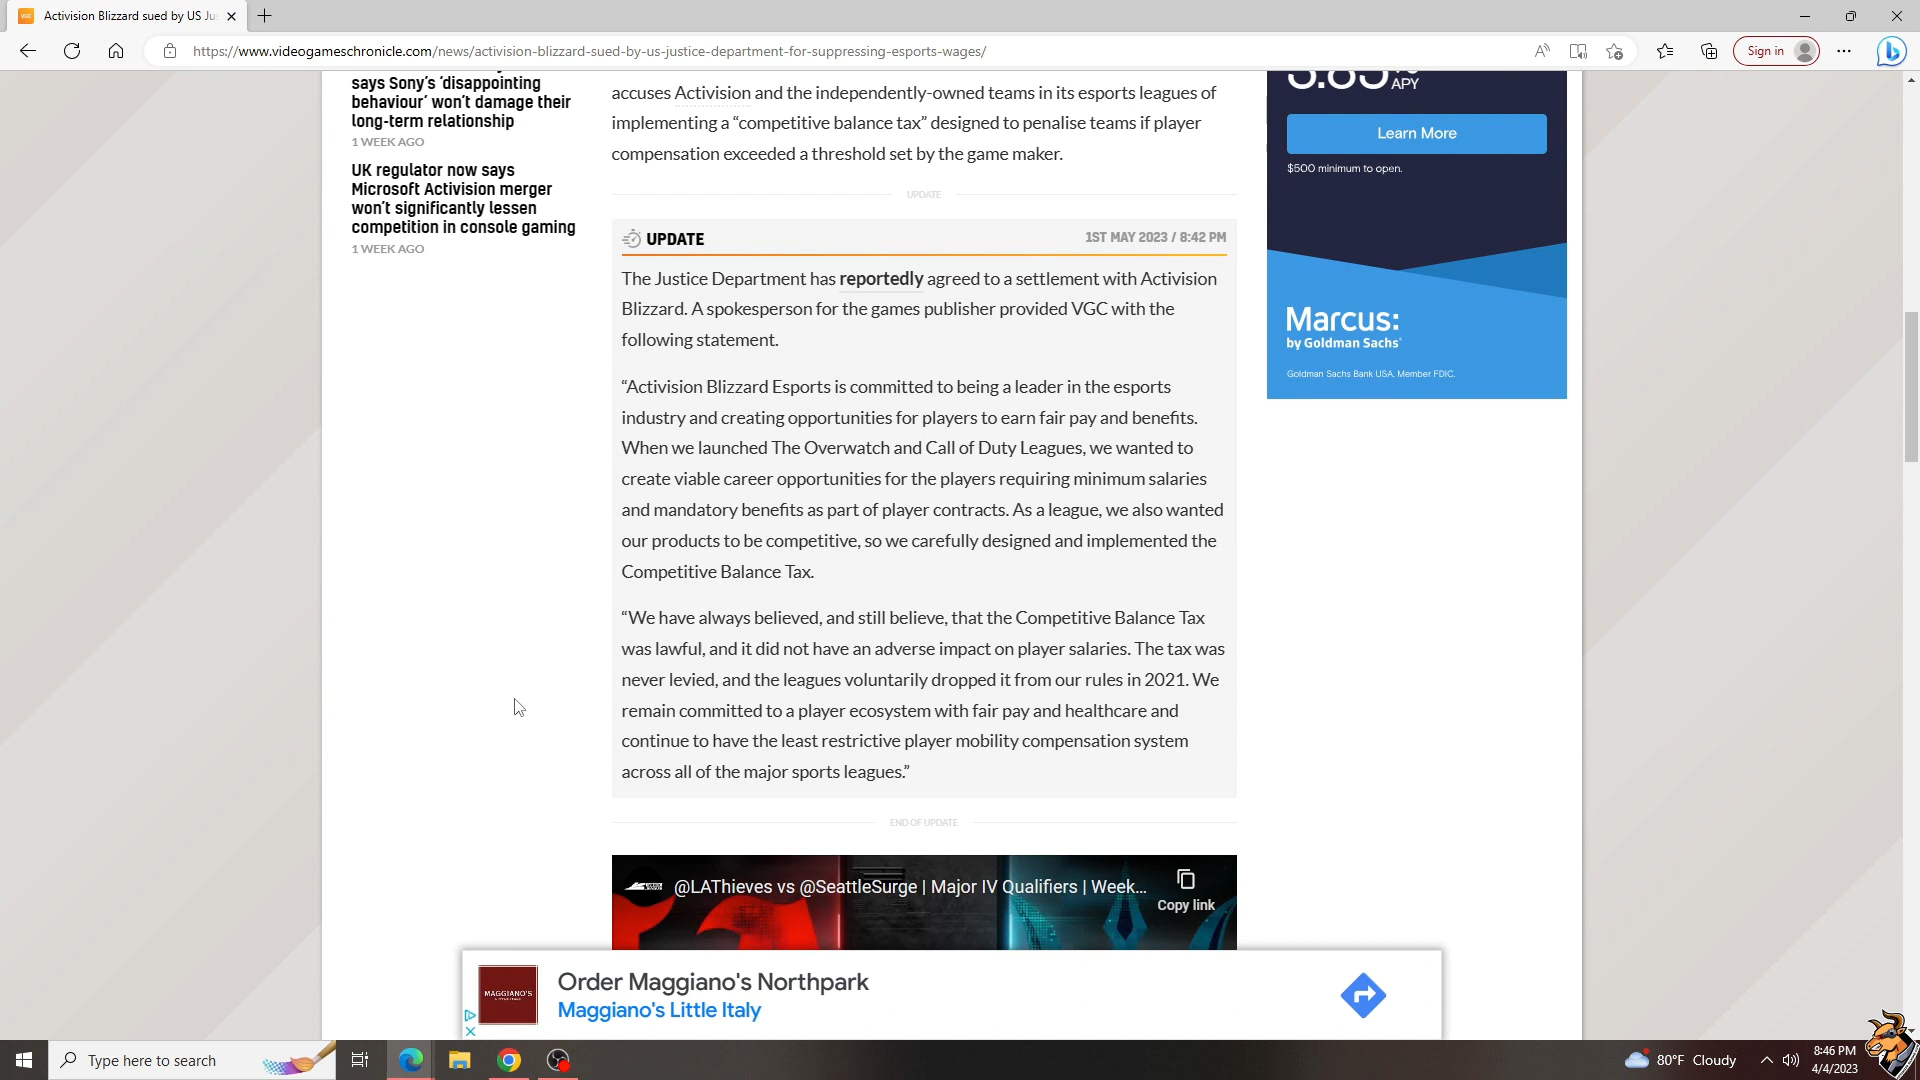 VGC Activision Blizzard sued by US Ju
https://www.videogameschronicle.com/news/activision-blizzard-sued-by-us-justice-department-for-suppressing-esports-wages/
Sign in
says Sony's ‘disappointing
behaviour’ won't damage their
long-term relationship
1 WEEK AGO
UK regulator now says
Microsoft Activision merger
won't significantly lessen
competition in console gaming
1 WEEK AGO
accuses Activision and the independently-owned teams in its esports leagues of
implementing a “competitive balance tax” designed to penalise teams if player
compensation exceeded a threshold set by the game maker.
UPDATE
UPDATE 1ST MAY 2023 / 8:42 PM
The Justice Department has reportedly agreed to a settlement with Activision
Blizzard. A spokesperson for the games publisher provided VGC with the
following statement.
“Activision Blizzard Esports is committed to being a leader in the esports
industry and creating opportunities for players to earn fair pay and benefits.
When we launched The Overwatch and Call of Duty Leagues, we wanted to
create viable career opportunities for the players requiring minimum salaries
and mandatory benefits as part of player contracts. As a league, we also wanted
our products to be competitive, so we carefully designed and implemented the
Competitive Balance Tax.
“We have always believed, and still believe, that the Competitive Balance Tax
was lawful, and it did not have an adverse impact on player salaries. The tax was
never levied, and the leagues voluntarily dropped it from our rules in 2021. We
remain committed to a player ecosystem with fair pay and healthcare and
continue to have the least restrictive player mobility compensation system
across all of the major sports leagues.”
END OF UPDATE
@LAThieves vs @SeattleSurge | Major IV Qualifiers | Week...
Copy link
APY
Learn More
$500 minimum to open.
Marcus:
by Goldman Sachs®
Goldman Sachs Bank USA. Member FDIC.
MAGGIANO'S
Order Maggiano's Northpark
Maggiano's Little Italy
Type here to search
80°F Cloudy
8:46 PM
4/4/2023